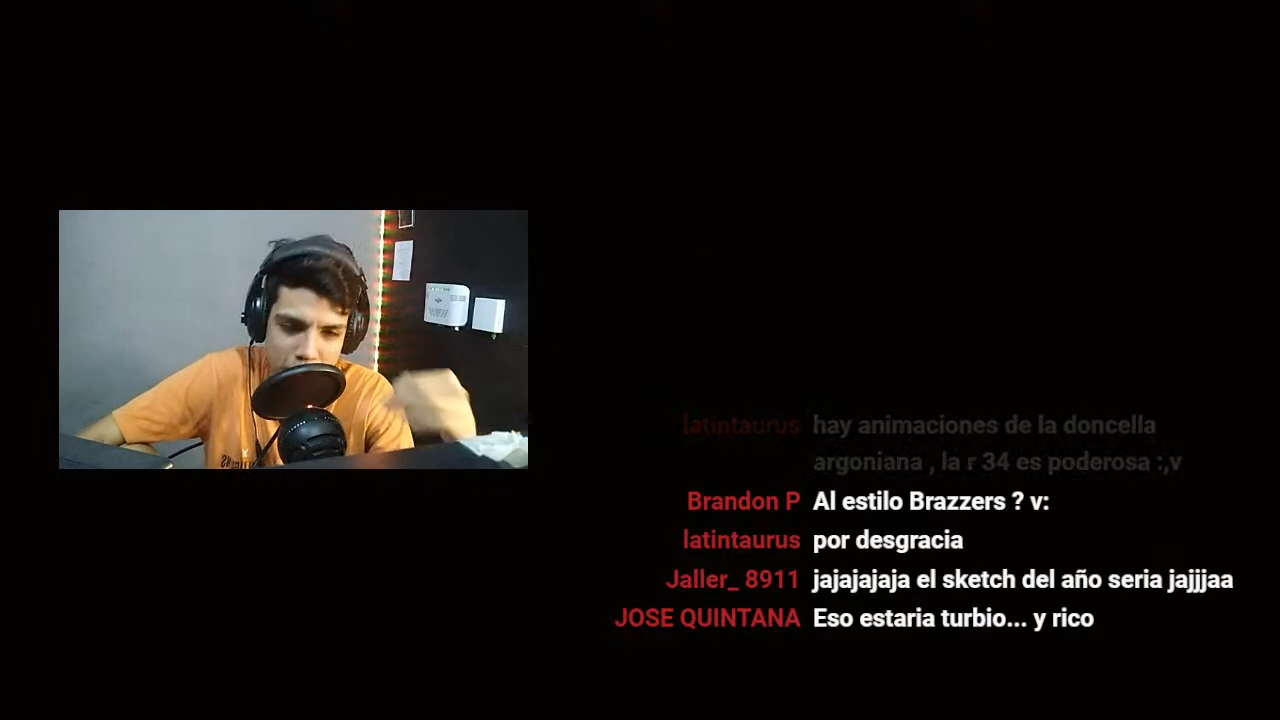 latintaurus hay animaciones de la doncella
argoniana , la r 34 es poderosa :,v
Brandon P Al estilo Brazzers ? v:
latintaurus por desgracia
Jaller_ 8911 jajajajaja el sketch del año seria jajjjaa
JOSE QUINTANA Eso estaria turbio... y rico